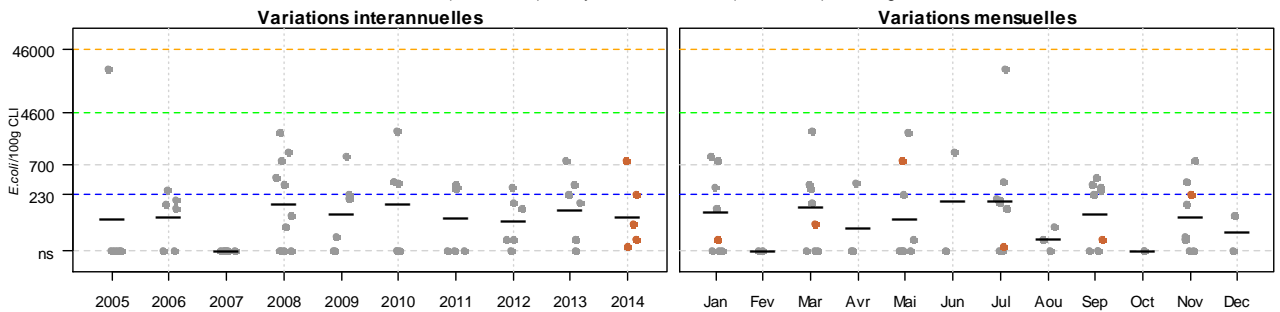 Variations interannuelles
Variations mensuelles
E.coli/100g CLI
46000
4600
700
230
ns
2005 2006 2007 2008 2009 2010 2011 2012 2013 2014
Jan Fev Mar Avr Mai Jun Jul Aou Sep Oct Nov Dec